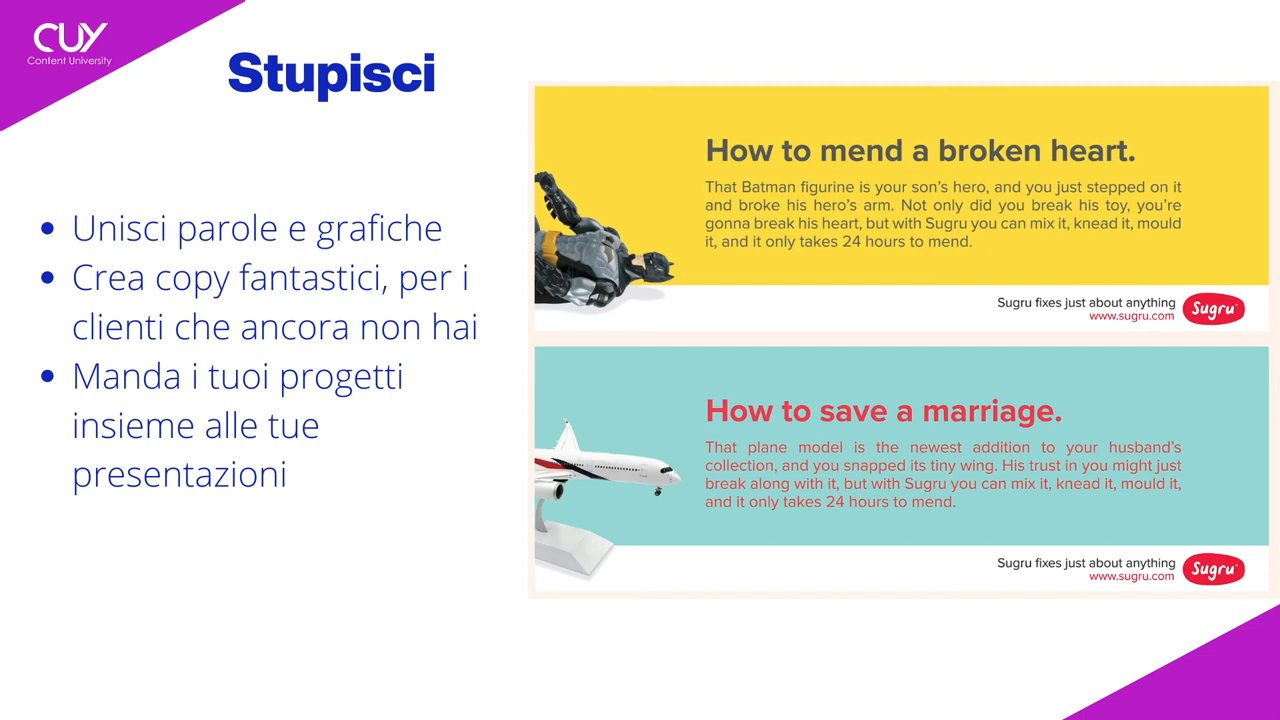 CUY
Content University
Stupisci
• Unisci parole e grafiche
• Crea copy fantastici, per i
clienti che ancora non hai
• Manda i tuoi progetti
insieme alle tue
presentazioni
How to mend a broken heart.
That Batman figurine is your son's hero, and you just stepped on it
and broke his hero's arm. Not only did you break his toy, you're
gonna break his heart, but with Sugru you can mix it, knead it, mould
it, and it only takes 24 hours to mend.
Sugru fixes just about anything
www.sugru.com
Sugru
How to save a marriage.
That plane model is the newest addition to your husband's
collection, and you snapped its tiny wing. His trust in you might just
break along with it, but with Sugru you can mix it, knead it, mould it,
and it only takes 24 hours to mend.
Sugru fixes just about anything
www.sugru.com
Sugru